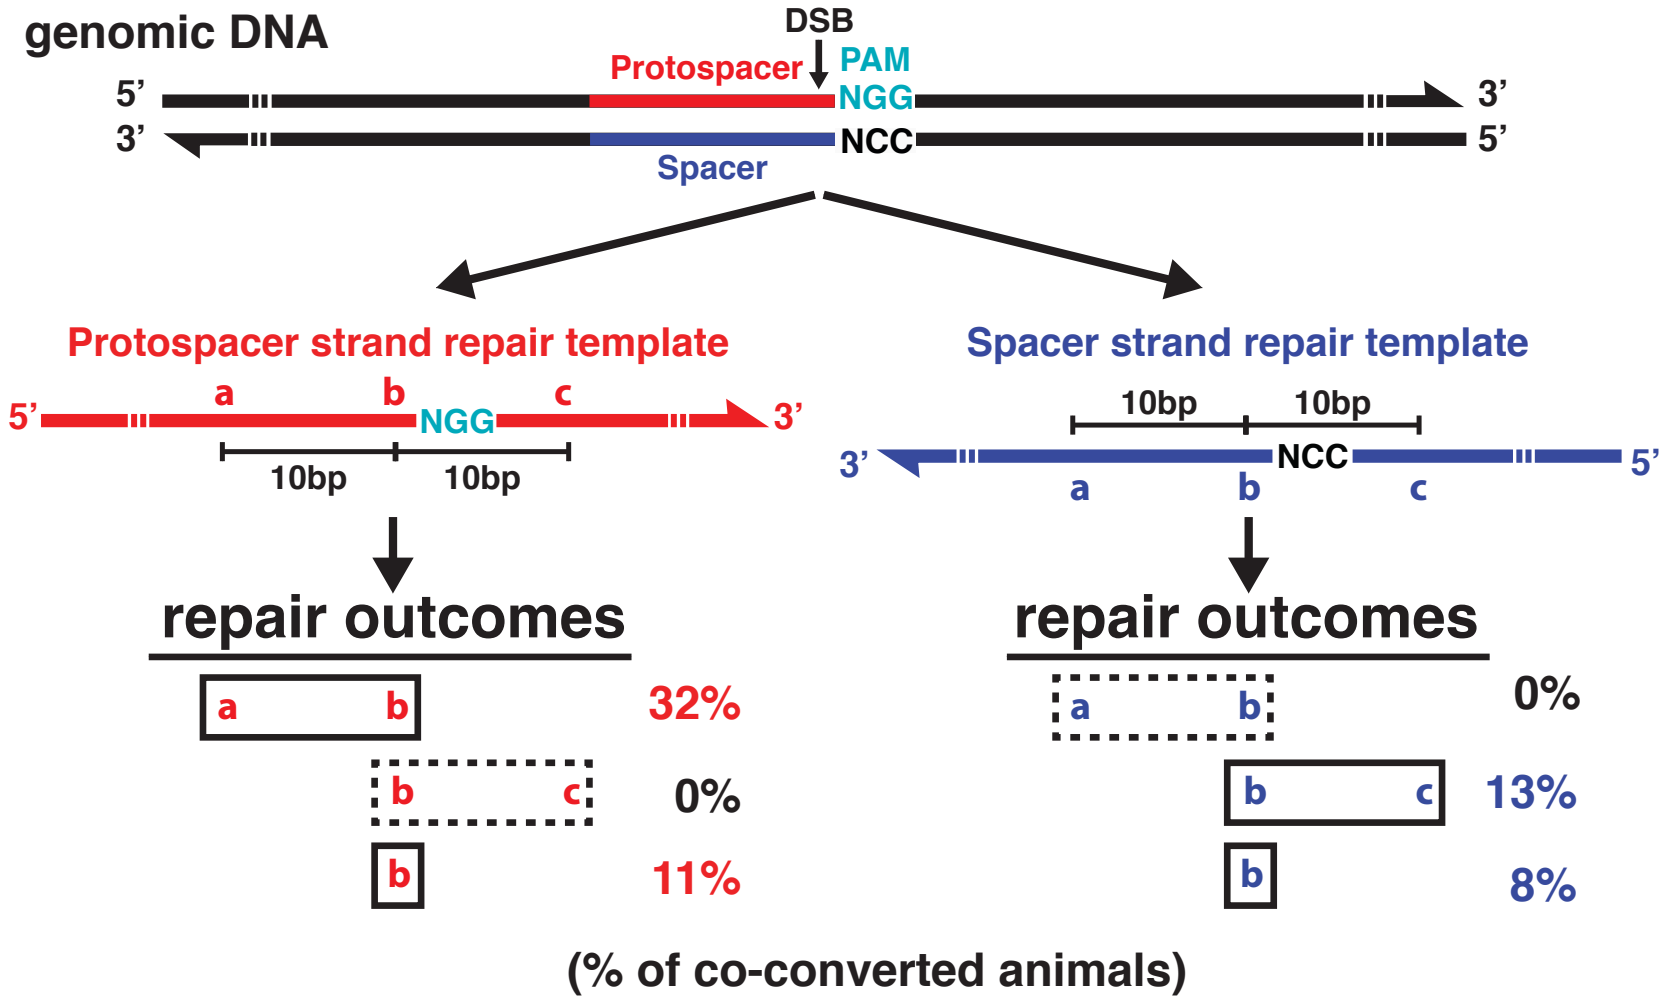 genomic DNA
DSB
Protospacer
PAM
5’
NGG
3’
3’
NCC
5’
Spacer
Protospacer strand repair template
a
b
c
5’
NGG
3’
10bp
10bp
repair outcomes
a b 32%
b c 0%
b 11%
Spacer strand repair template
10bp
10bp
3’
NCC
5’
a
b
c
repair outcomes
a b 0%
b c 13%
b 8%
(% of co-converted animals)